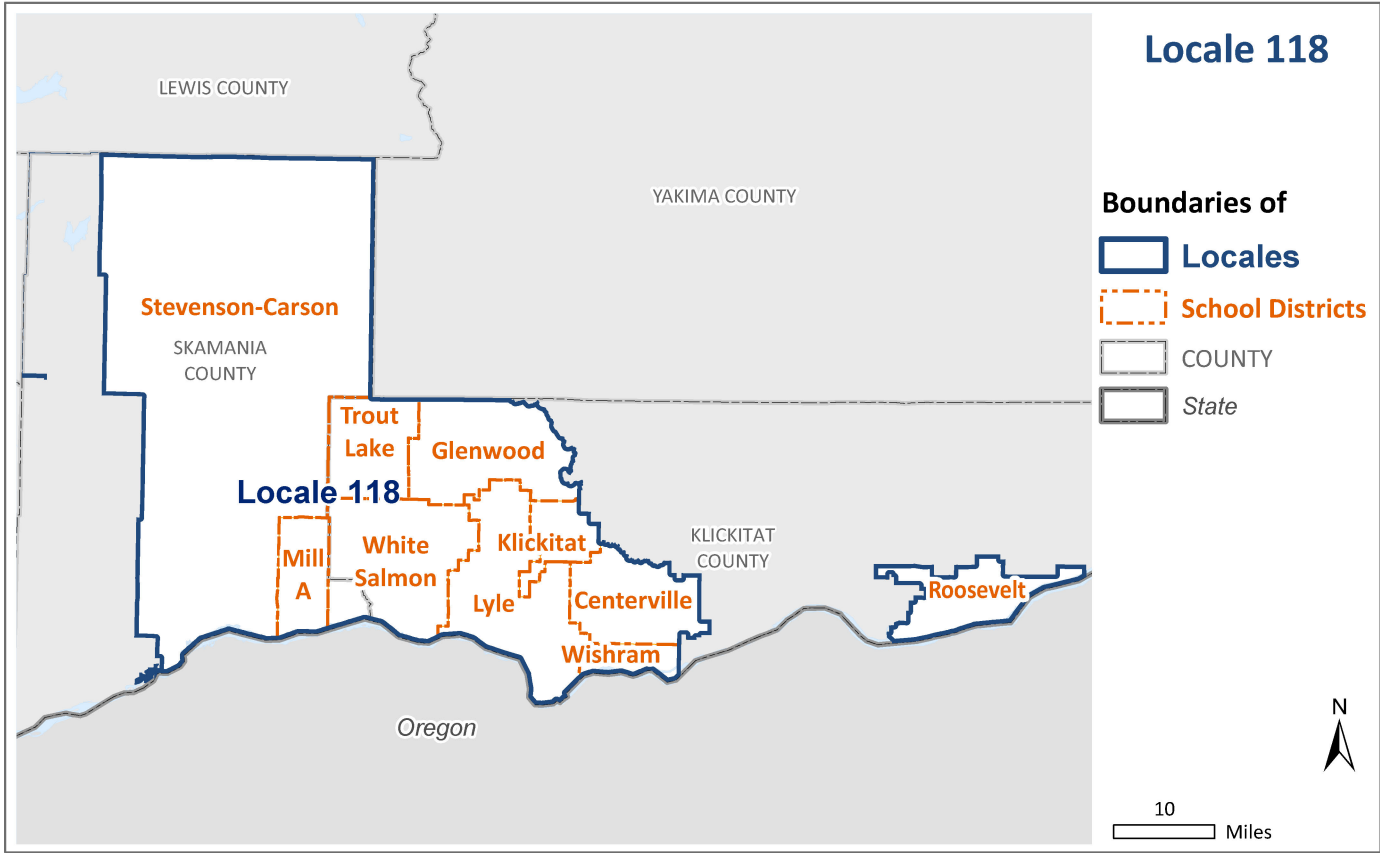 Locale 118
LEWIS COUNTY
YAKIMA COUNTY
Boundaries of
Locales
School Districts
COUNTY
State
Stevenson-Carson
SKAMANIA
COUNTY
Trout
Lake
Glenwood
Locale 118
White
Salmon
Klickitat
KLICKITAT
COUNTY
Mill
A
Lyle
Centerville
Roosevelt
Wishram
Oregon
N
10
Miles